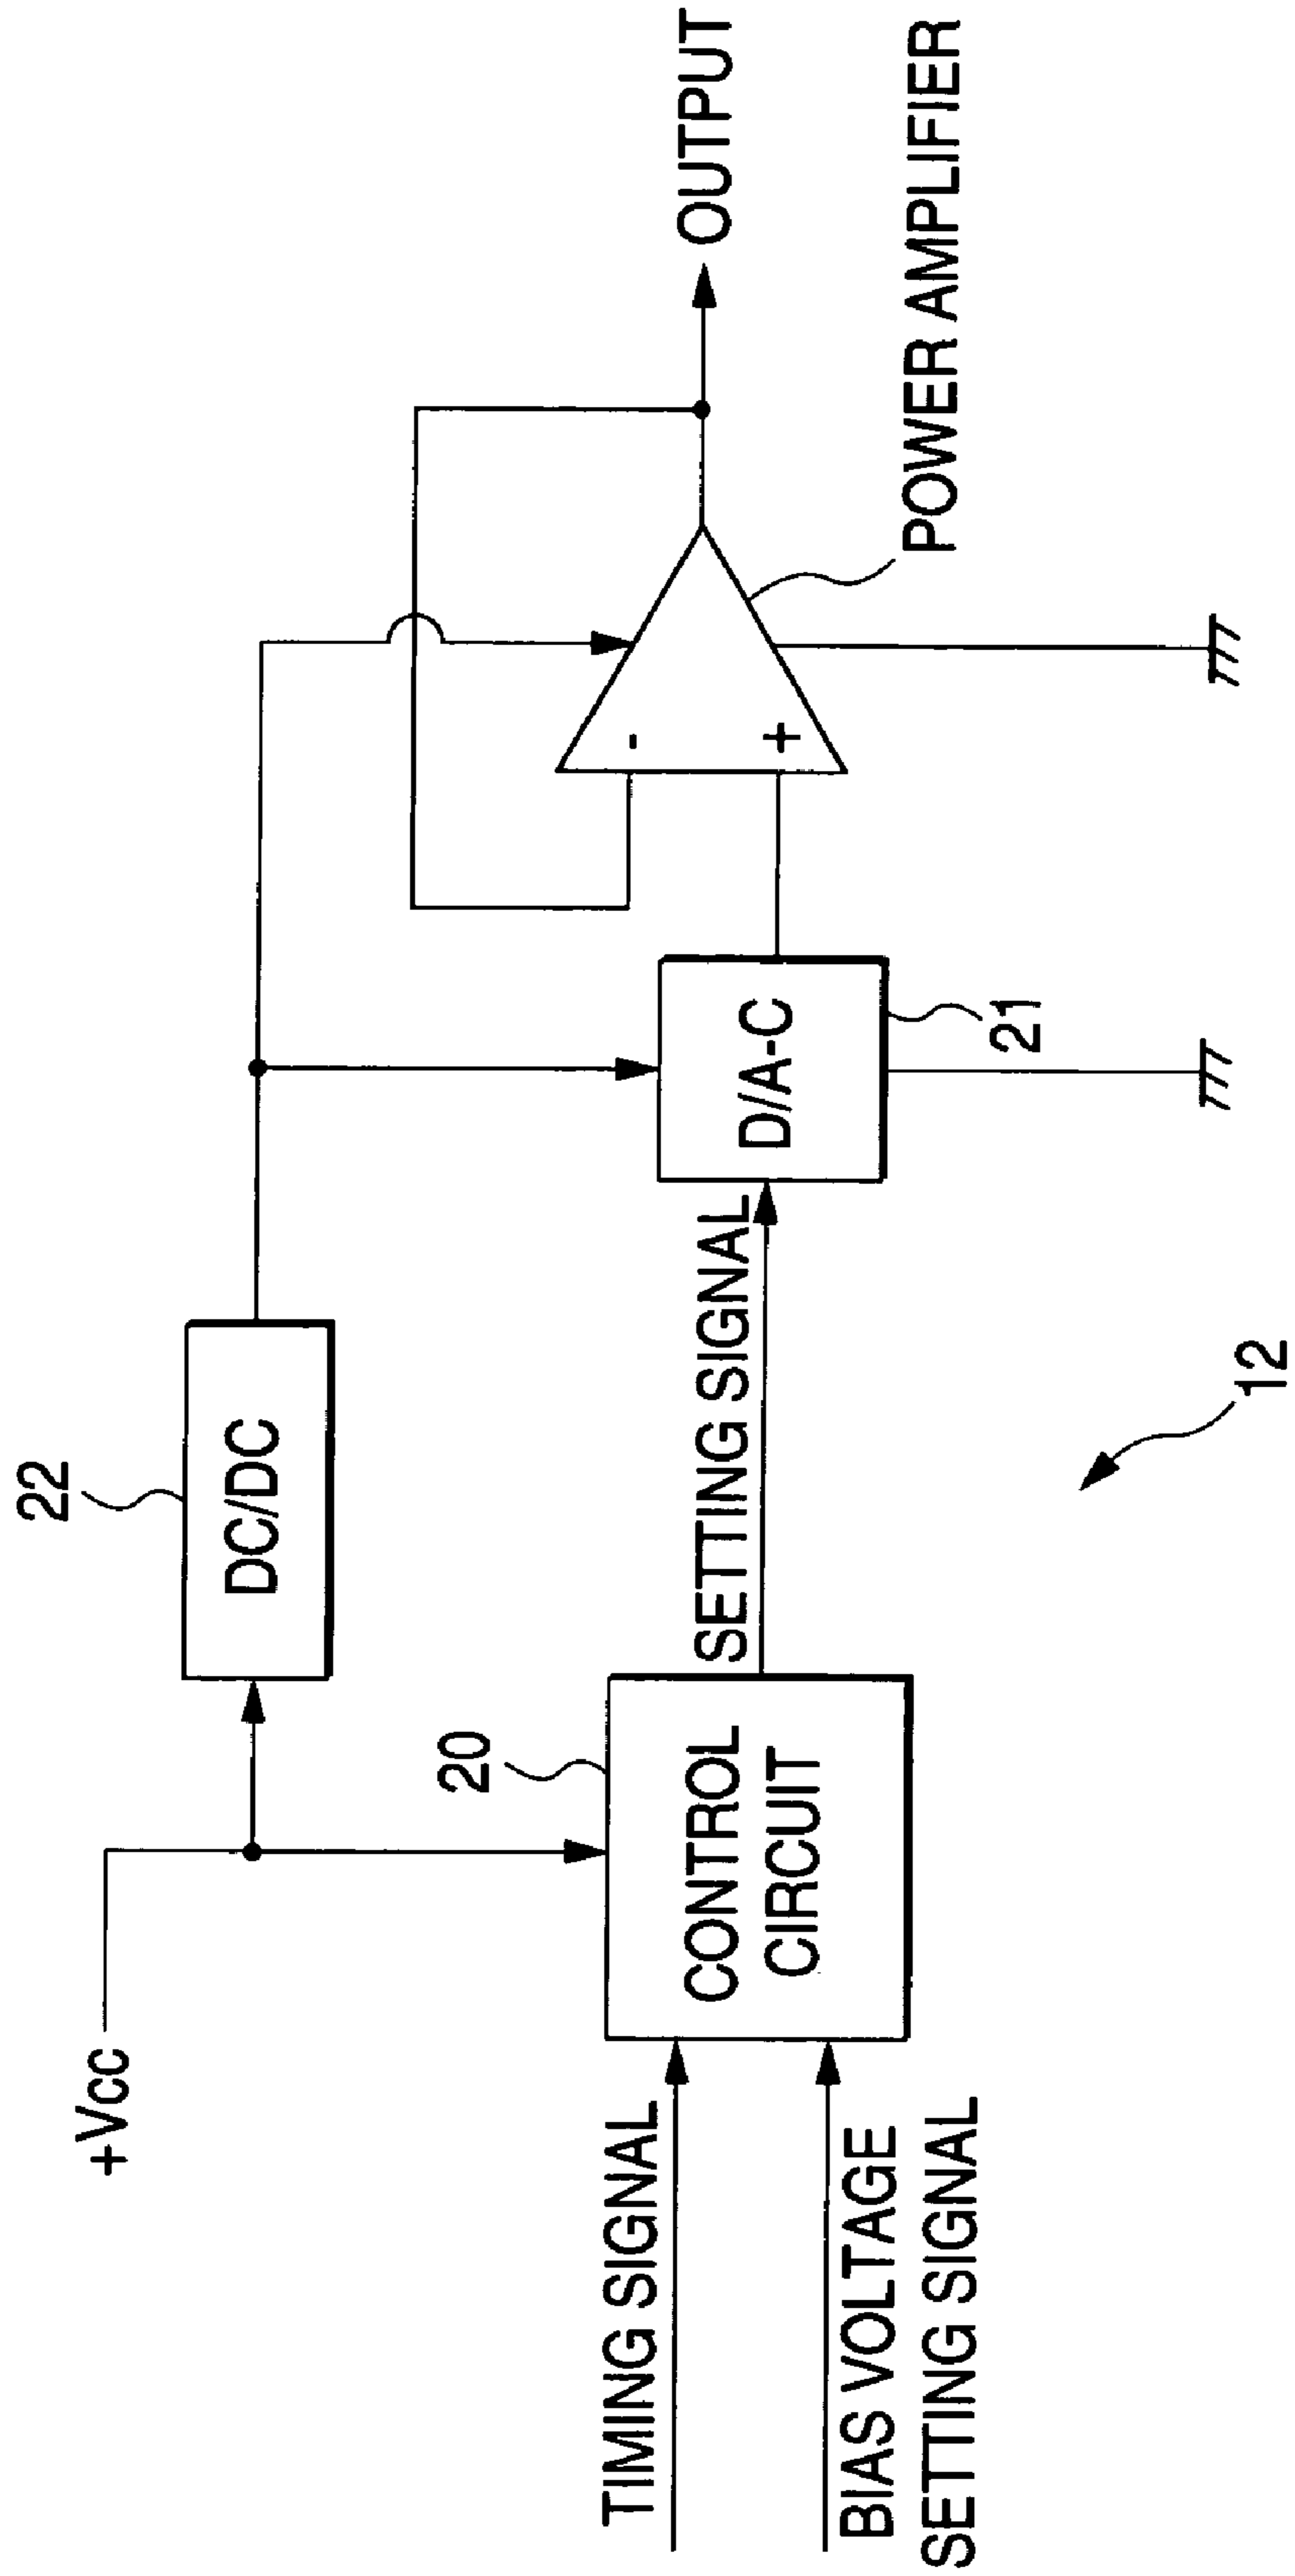 +Vcc
22
DC/DC
20
CONTROL
CIRCUIT
TIMING SIGNAL
BIAS VOLTAGE
SETTING SIGNAL
SETTING SIGNAL
D/A-C
21
-
+
OUTPUT
POWER AMPLIFIER
12